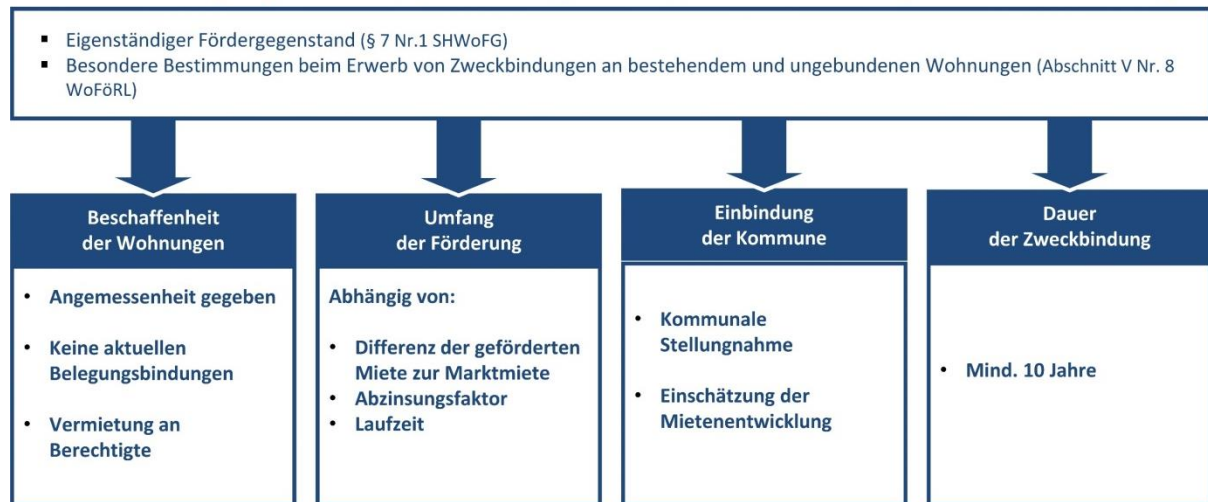 ▪ Eigenständiger Fördergegenstand (§ 7 Nr.1 SHWoFG)
▪ Besondere Bestimmungen beim Erwerb von Zweckbindungen an bestehendem und ungebundenen Wohnungen (Abschnitt V Nr. 8
WoFöRL)
Beschaffenheit
der Wohnungen
• Angemessenheit gegeben
• Keine aktuellen
Belegungsbindungen
• Vermietung an
Berechtigte
Umfang
der Förderung
Abhängig von:
• Differenz der geförderten
Miete zur Marktmiete
• Abzinsungsfaktor
• Laufzeit
Einbindung
der Kommune
• Kommunale
Stellungnahme
• Einschätzung der
Mietenentwicklung
Dauer
der Zweckbindung
• Mind. 10 Jahre